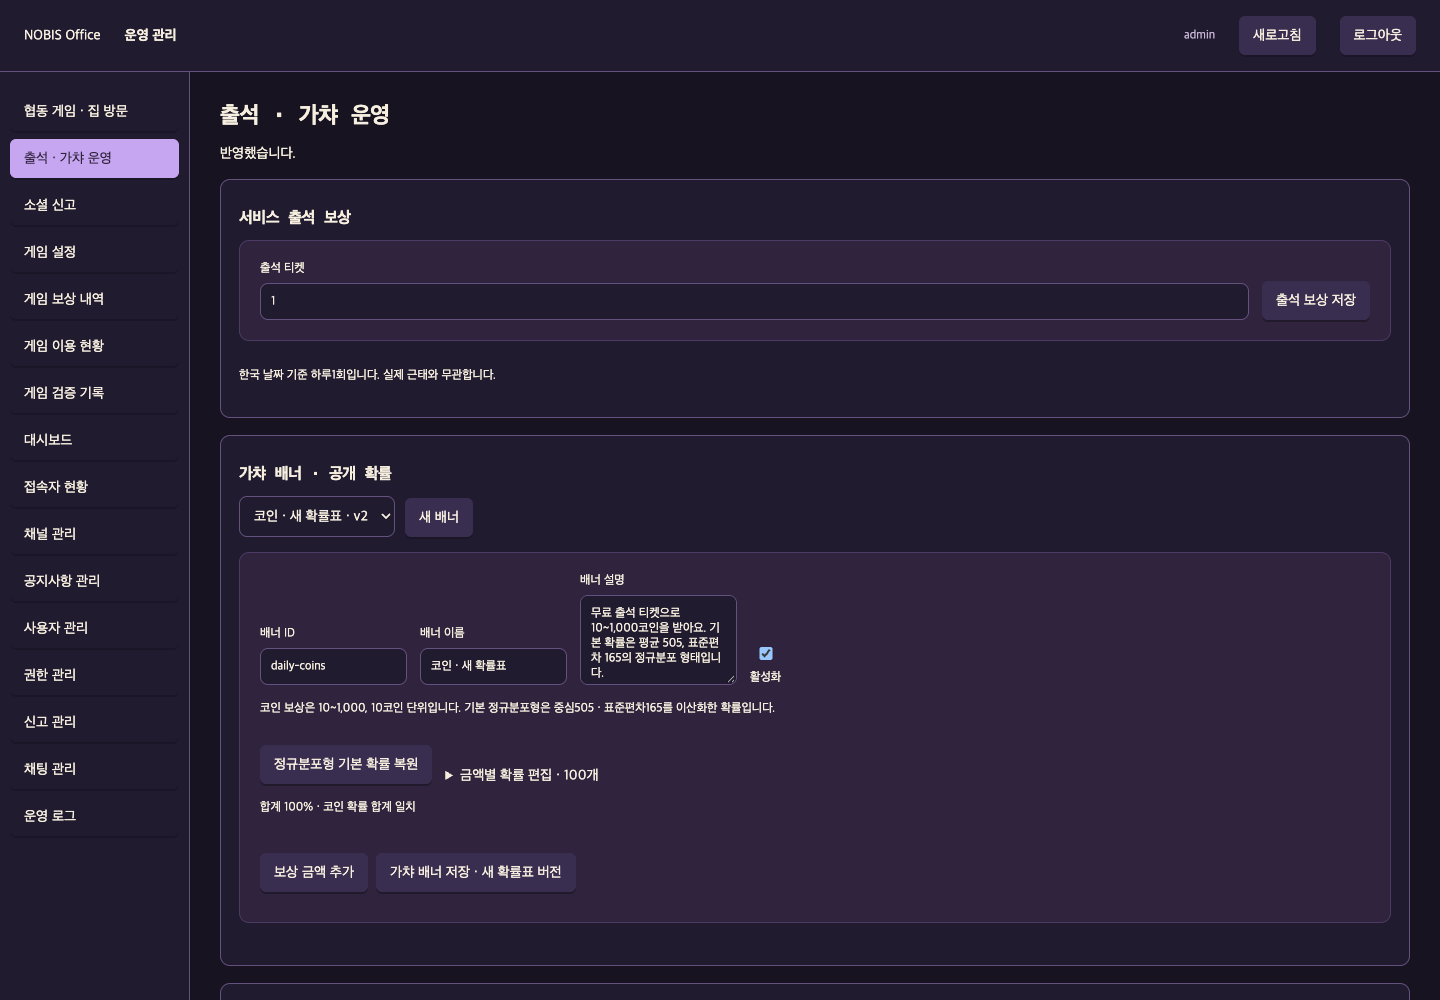 NOBIS Office 운영 관리 admin 새로고침 로그아웃
협동 게임 · 집 방문
출석 · 가챠 운영
소셜 신고
게임 설정
게임 보상 내역
게임 이용 현황
게임 검증 기록
대시보드
접속자 현황
채널 관리
공지사항 관리
사용자 관리
권한 관리
신고 관리
채팅 관리
운영 로그
출석 · 가챠 운영
반영했습니다.
서비스 출석 보상
출석 티켓
1
출석 보상 저장
한국 날짜 기준 하루1회입니다. 실제 근태와 무관합니다.
가챠 배너 · 공개 확률
코인 · 새 확률표 · v2 새 배너
배너 ID
daily-coins
배너 이름
코인 · 새 확률표
배너 설명
무료 출석 티켓으로
10~1,000코인을 받아요. 기
본 확률은 평균 505, 표준편
차 165의 정규분포 형태입니
다.
활성화
코인 보상은 10~1,000, 10코인 단위입니다. 기본 정규분포형은 중심505 · 표준편차165를 이산화한 확률입니다.
정규분포형 기본 확률 복원 ▶ 금액별 확률 편집 · 100개
합계 100% · 코인 확률 합계 일치
보상 금액 추가 가챠 배너 저장 · 새 확률표 버전